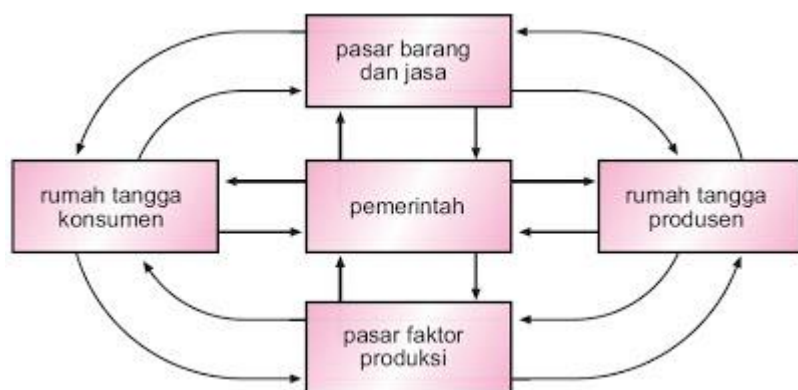 pasar barang
dan jasa
rumah tangga
konsumen
pemerintah
rumah tangga
produsen
pasar faktor
produksi